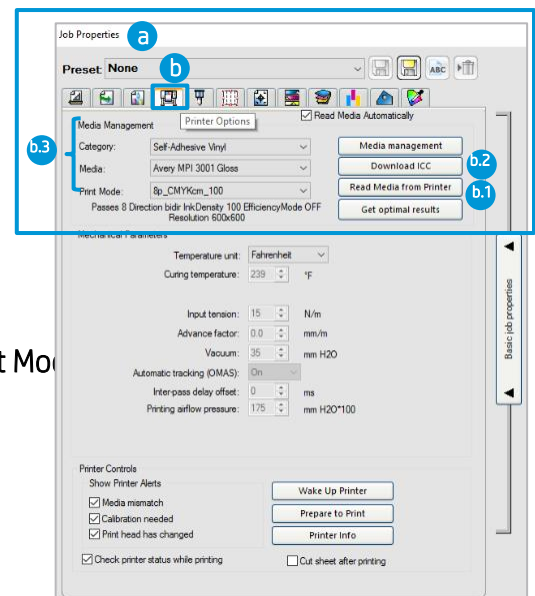 Job Properties
a
Preset: None
b
ABC
Printer Options
Read Media Automatically
Media Management
b.3
Category:
Self-Adhesive Vinyl
Media management
Media:
Avery MPI 3001 Gloss
Download ICC
b.2
Print Mode:
8p_CMYKcm_100
Read Media from Printer
b.1
Passes 8 Direction bidr InkDensity 100 EfficiencyMode OFF
Resolution 600x600
Get optimal results
Mechanical Parameters
Temperature unit:
Fahrenheit
Curing temperature:
239
°F
Basic job properties
Input tension:
15
N/m
Advance factor:
0.0
mm/m
Vacuum:
35
mm H2O
t Mo
Automatic tracking (OMAS):
On
Inter-pass delay offset:
0
ms
Printing airflow pressure:
175
mm H2O*100
Printer Controls
Show Printer Alerts
Media mismatch
Calibration needed
Print head has changed
Wake Up Printer
Prepare to Print
Printer Info
Check printer status while printing
Cut sheet after printing